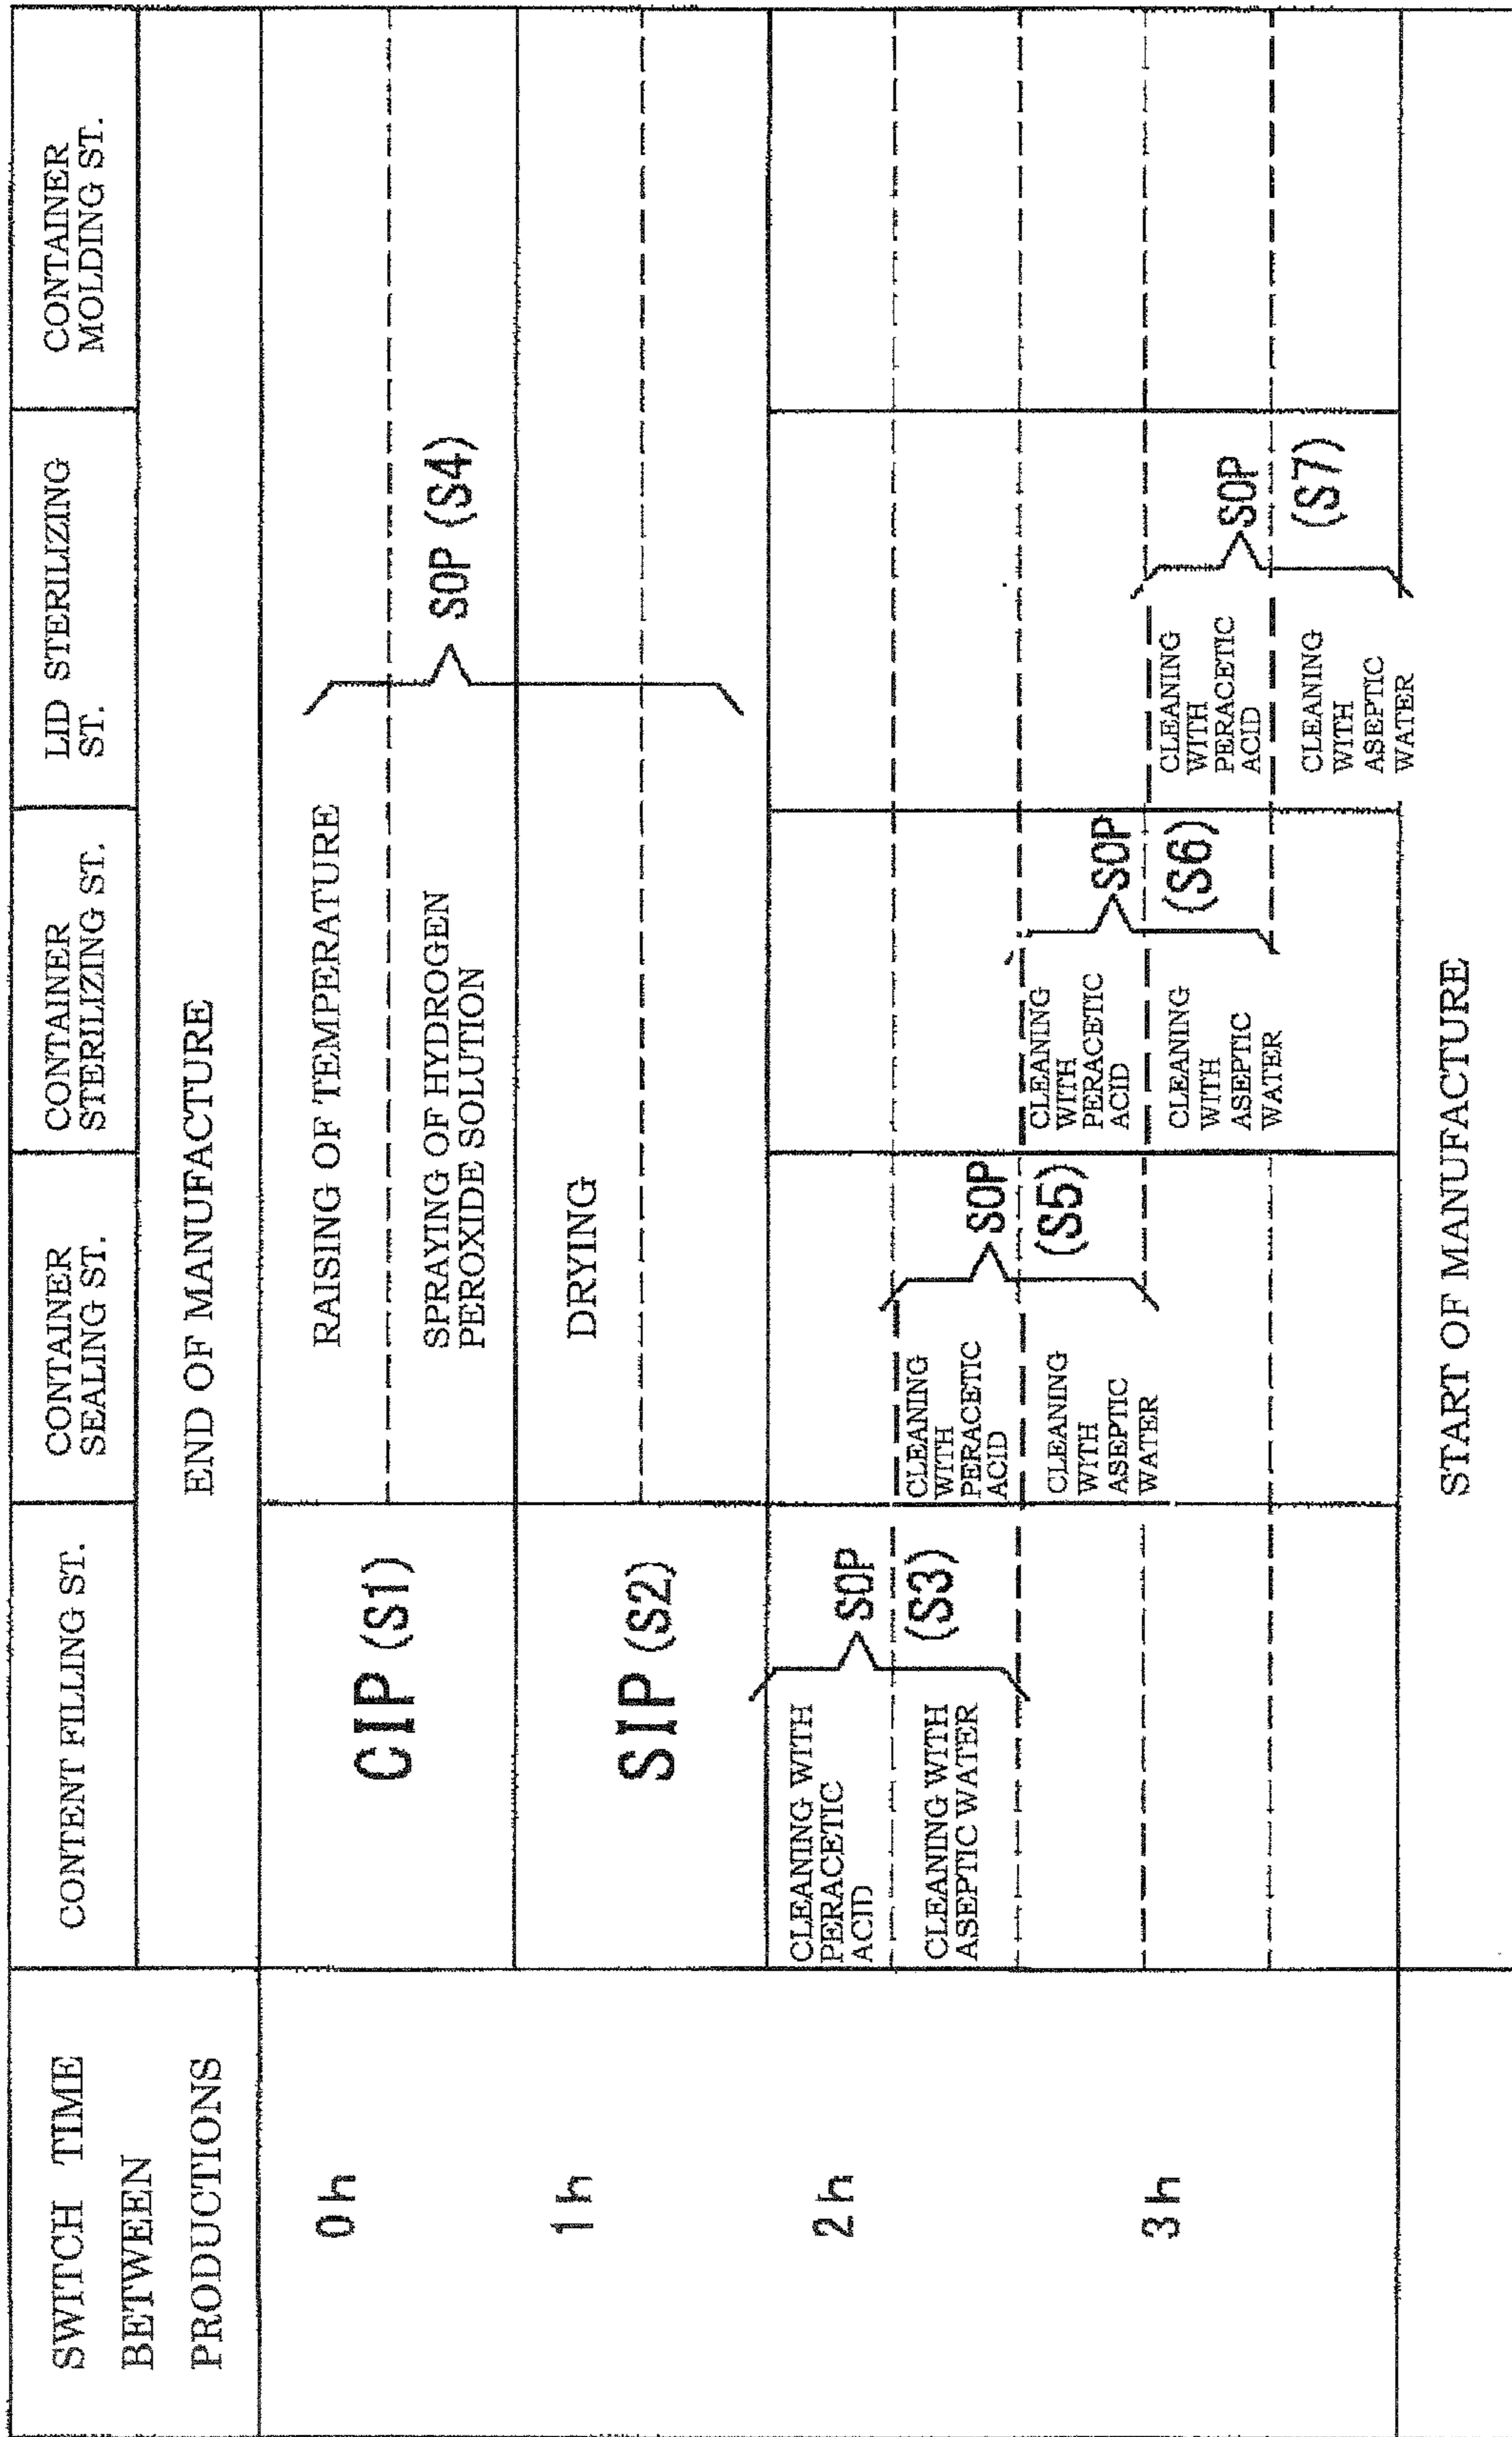 SWITCH TIME
BETWEEN
PRODUCTIONS
CONTENT FILLING ST.
CONTAINER
SEALING ST.
CONTAINER
STERILIZING ST.
LID STERILIZING
ST.
CONTAINER
MOLDING ST.
END OF MANUFACTURE
0h
CIP (S1)
RAISING OF TEMPERATURE
SPRAYING OF HYDROGEN
PEROXIDE SOLUTION
SOP (S4)
1h
SIP (S2)
DRYING
2h
CLEANING WITH
PERACETIC
ACID
CLEANING WITH
ASEPTIC WATER
SOP
(S3)
CLEANING
WITH
PERACETIC
ACID
CLEANING
WITH
ASEPTIC
WATER
SOP
(S5)
3h
CLEANING
WITH
PERACETIC
ACID
CLEANING
WITH
ASEPTIC
WATER
SOP
(S6)
CLEANING
WITH
PERACETIC
ACID
CLEANING
WITH
ASEPTIC
WATER
SOP
(S7)
START OF MANUFACTURE